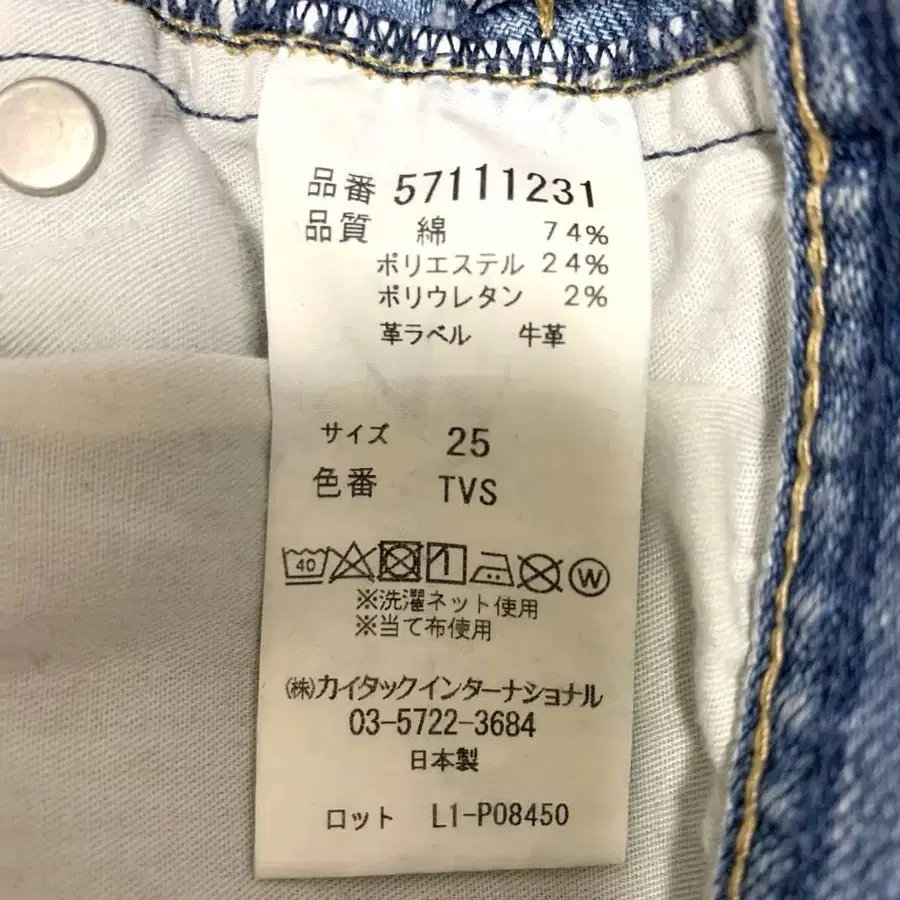 品番 57111231
品質 綿 74%
ポリエステル 24%
ポリウレタン 2%
革ラベル 牛革
サイズ 25
色番 TVS
40 W
※洗濯ネット使用
※当て布使用
㈱カイタックインターナショナル
03-5722-3684
日本製
ロット L1-P08450